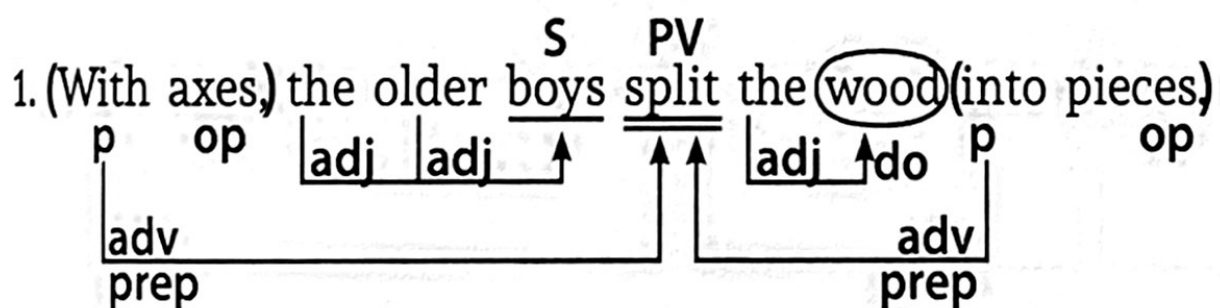 S PV
1. (With axes,) the older boys split the wood (into pieces,)
p op adj adj adj do p op
adv adv
prep prep